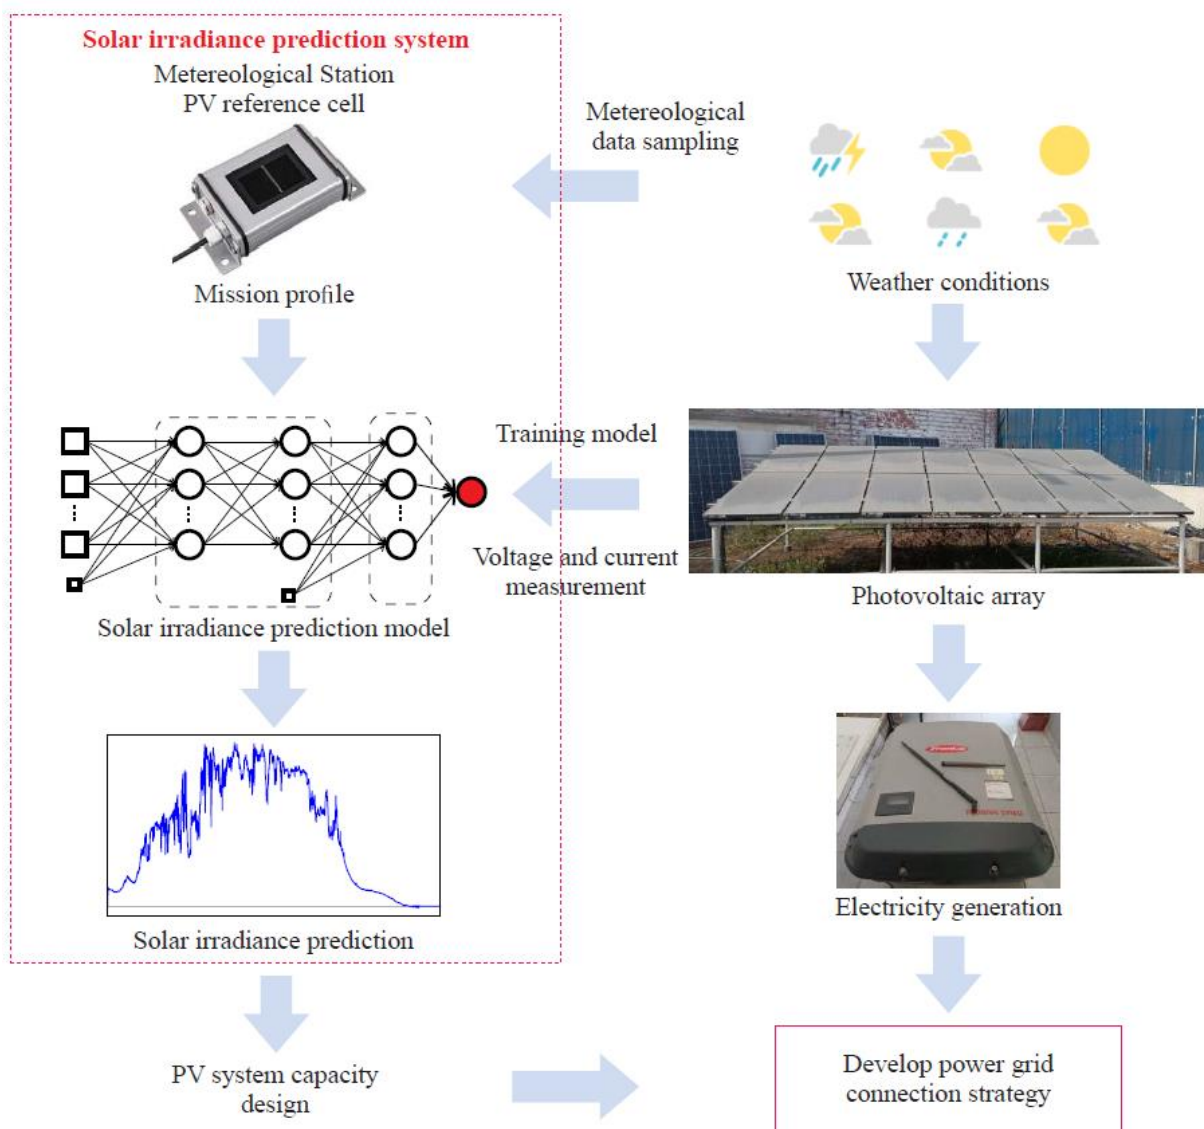 Solar irradiance prediction system
Metereological Station
PV reference cell
Metereological
data sampling
Mission profile
Weather conditions
Training model
Voltage and current
measurement
Solar irradiance prediction model
Photovoltaic array
Solar irradiance prediction
Electricity generation
PV system capacity
design
Develop power grid
connection strategy